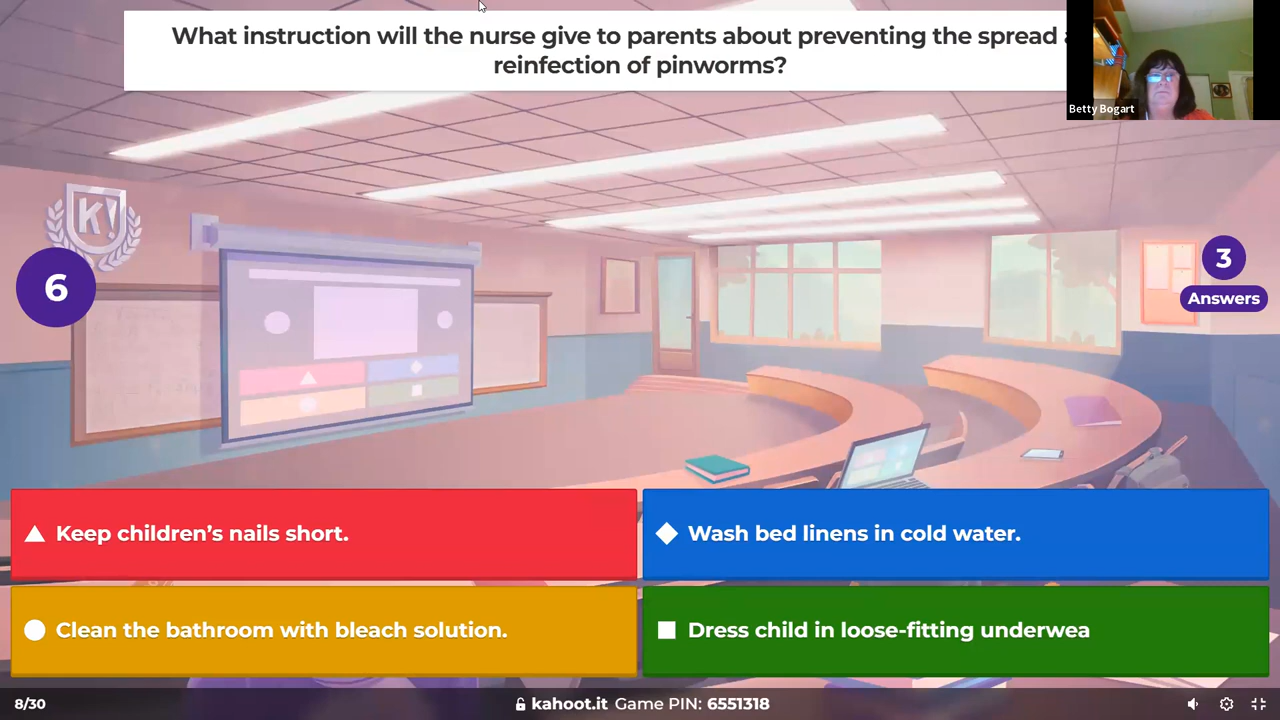 What instruction will the nurse give to parents about preventing the spread
reinfection of pinworms?
Betty Bogart
K!
6
3
Answers
Keep children’s nails short.
Wash bed linens in cold water.
Clean the bathroom with bleach solution.
Dress child in loose-fitting underwea
8/30
kahoot.it Game PIN: 6551318